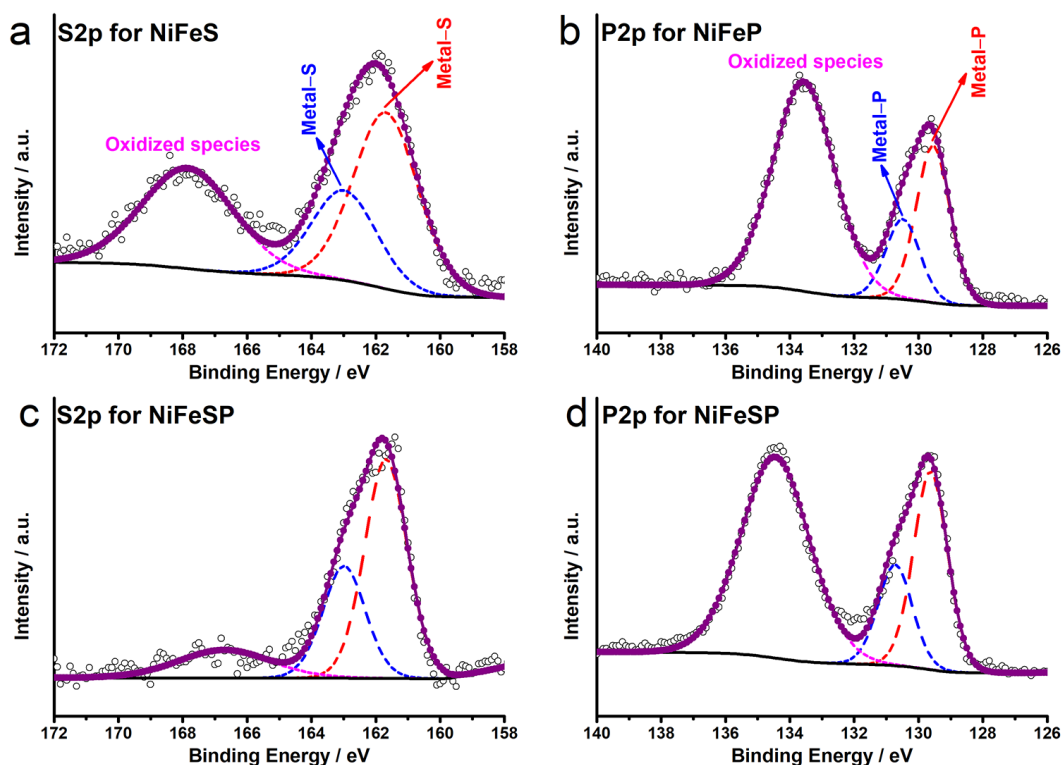 a
S2p for NiFeS
Oxidized species
Metal–S
Metal–S
Intensity / a.u.
172 170 168 166 164 162 160 158
Binding Energy / eV
b
P2p for NiFeP
Oxidized species
Metal–P
Metal–P
Intensity / a.u.
140 138 136 134 132 130 128 126
Binding Energy / eV
c
S2p for NiFeSP
Intensity / a.u.
172 170 168 166 164 162 160 158
Binding Energy / eV
d
P2p for NiFeSP
Intensity / a.u.
140 138 136 134 132 130 128 126
Binding Energy / eV